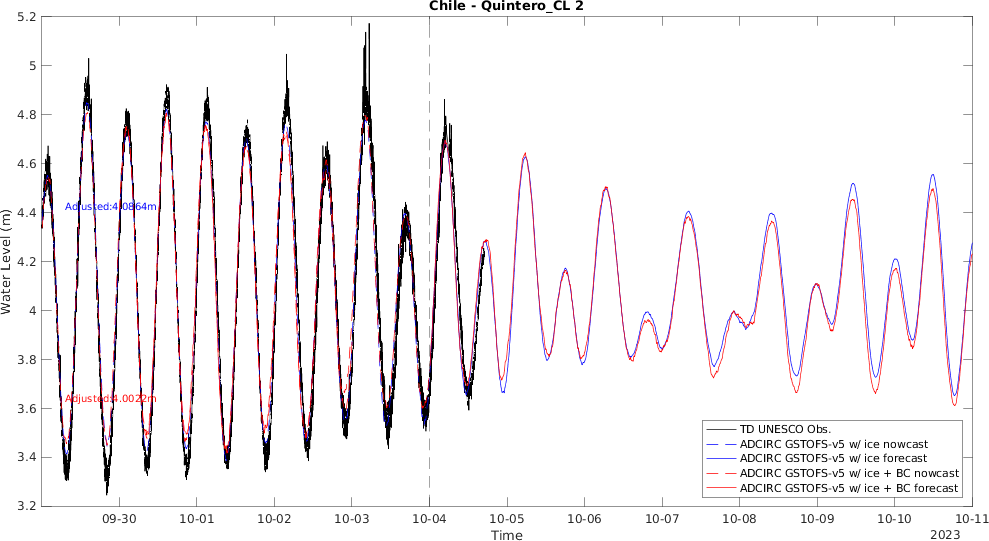 Chile - Quintero_CL 2
5.2
5
4.8
4.6
4.4
4.2
4
3.8
3.6
3.4
3.2
Water Level (m)
Adjusted:4.0864m
Adjusted:4.0022m
TD UNESCO Obs.
ADCIRC GSTOFS-v5 w/ ice nowcast
ADCIRC GSTOFS-v5 w/ ice forecast
ADCIRC GSTOFS-v5 w/ ice + BC nowcast
ADCIRC GSTOFS-v5 w/ ice + BC forecast
09-30 10-01 10-02 10-03 10-04 10-05 10-06 10-07 10-08 10-09 10-10 10-11
Time
2023